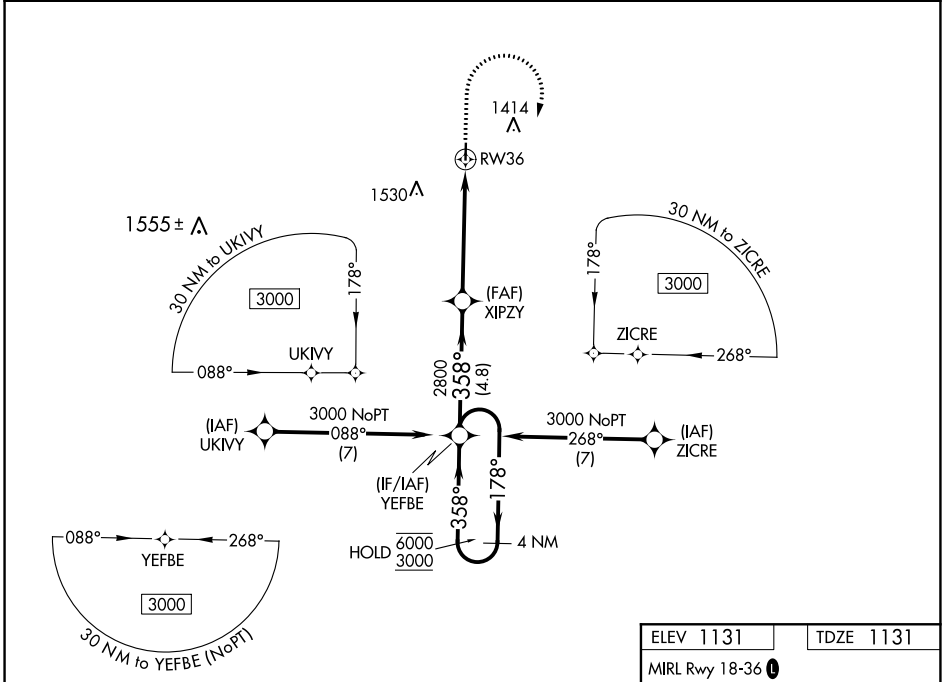 1414
RW36
1530
1555±
30 NM to UKIVY
178°
3000
UKIVY
088°
30 NM to ZICRE
178°
3000
ZICRE
268°
(FAF)
XIPZY
2800
358°
(4.8)
(IAF)
UKIVY
3000 NoPT
088°
(7)
3000 NoPT
268°
(7)
(IAF)
ZICRE
(IF/IAF)
YEFBE
358°
178°
HOLD
6000
3000
4 NM
088°
268°
YEFBE
3000
30 NM to YEFBE (NoPT)
ELEV 1131
TDZE 1131
MIRL Rwy 18-36 L